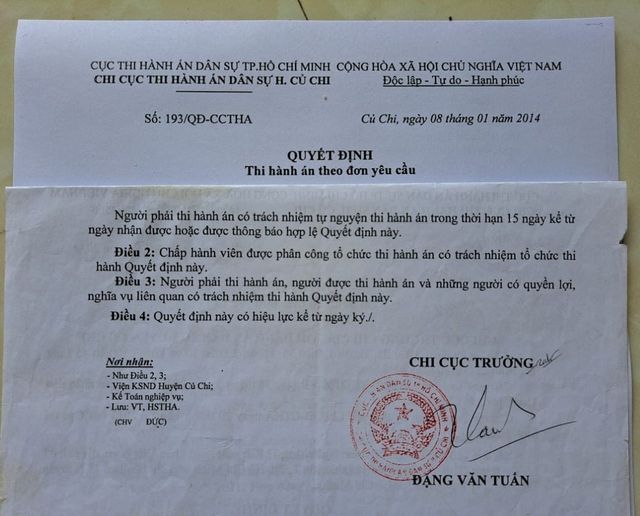 CỤC THI HÀNH ÁN DÂN SỰ TP.HỒ CHÍ MINH CỘNG HÒA XÃ HỘI CHỦ NGHĨA VIỆT NAM
CHI CỤC THI HÀNH ÁN DÂN SỰ H. CỦ CHI Độc lập - Tự do - Hạnh phúc
Số: 193/QĐ-CCTHA Củ Chi, ngày 08 tháng 01 năm 2014
QUYẾT ĐỊNH
Thi hành án theo đơn yêu cầu
Người phải thi hành án có trách nhiệm tự nguyện thi hành án trong thời hạn 15 ngày kể từ
ngày nhận được hoặc được thông báo hợp lệ Quyết định này.
Điều 2: Chấp hành viên được phân công tổ chức thi hành án có trách nhiệm tổ chức thi
hành Quyết định này.
Điều 3: Người phải thi hành án, người được thi hành án và những người có quyền lợi,
nghĩa vụ liên quan có trách nhiệm thi hành Quyết định này.
Điều 4: Quyết định này có hiệu lực kể từ ngày ký./.
Nơi nhận:
- Như Điều 2, 3;
- Viện KSND Huyện Củ Chi;
- Kế Toán nghiệp vụ;
- Lưu: VT, HSTHA.
(CHV ĐỨC)
CHI CỤC TRƯỞNG
ĐẶNG VĂN TUẤN